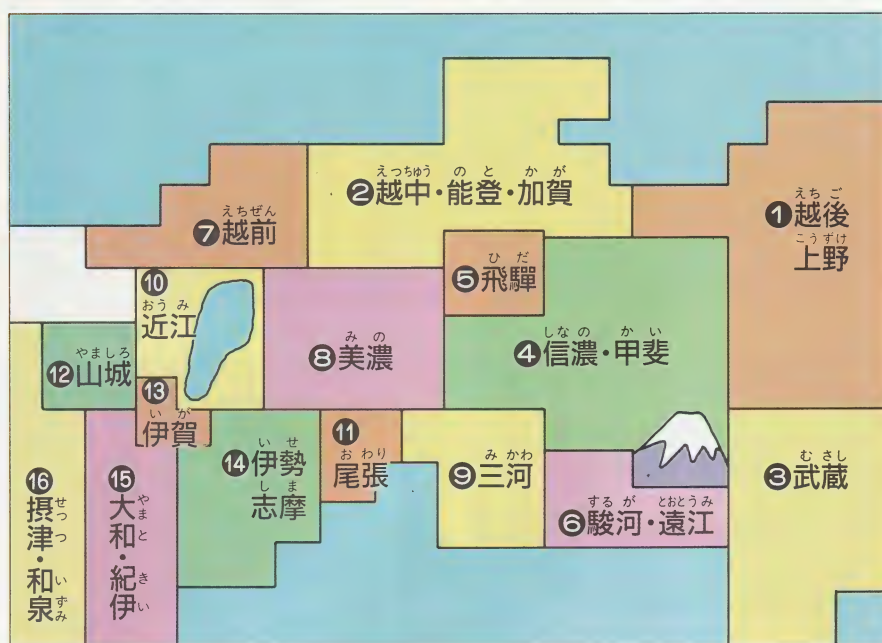 えちご
❶越後
こうずけ
上野
えっちゅう のと かが
❷越中・能登・加賀
むさし
❸武蔵
しなの かい
❹信濃・甲斐
ひだ
❺飛驒
するが とおとうみ
❻駿河・遠江
えちぜん
❼越前
みの
❽美濃
みかわ
❾三河
❿
おうみ
近江
⓫
おわり
尾張
やましろ
⓬山城
⓭
いが
伊賀
いせ
⓮伊勢
しま
志摩
⓯
大和・紀伊
やまと きい
⓰
摂津・和泉
せっつ いずみ